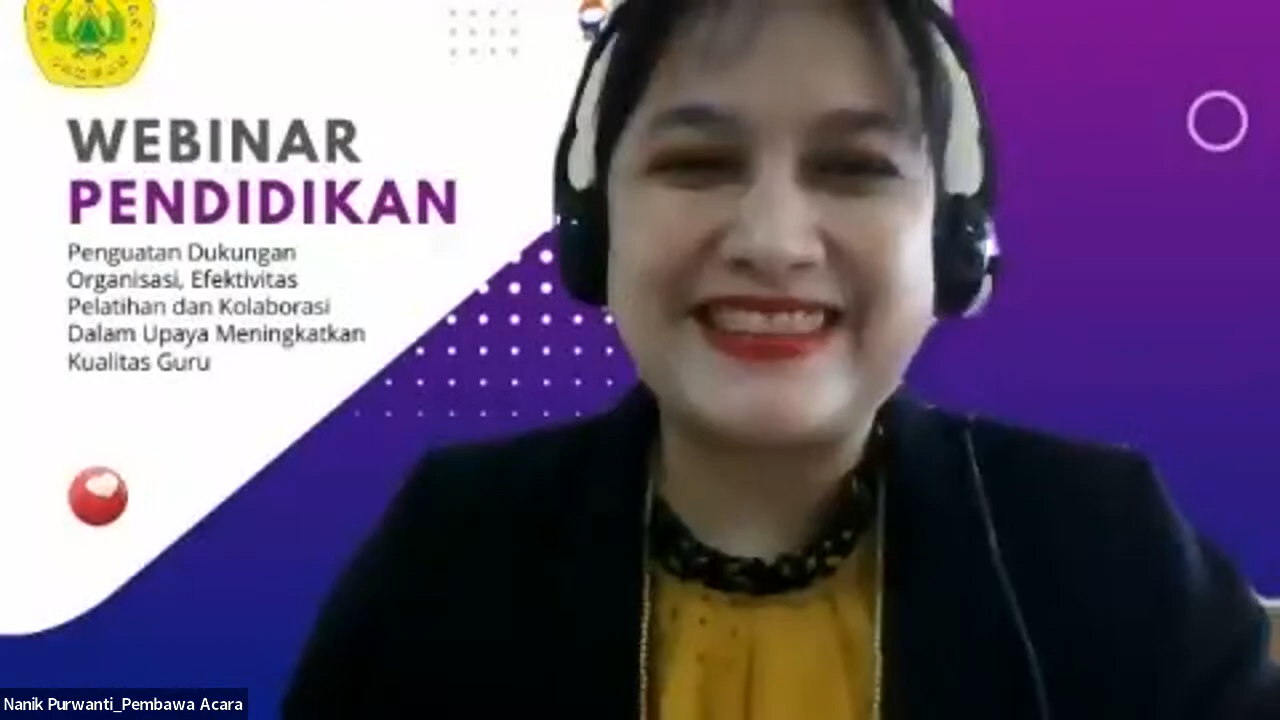 WEBINAR
PENDIDIKAN
Penguatan Dukungan
Organisasi, Efektivitas
Pelatihan dan Kolaborasi
Dalam Upaya Meningkatkan
Kualitas Guru
Nanik Purwanti_Pembawa Acara